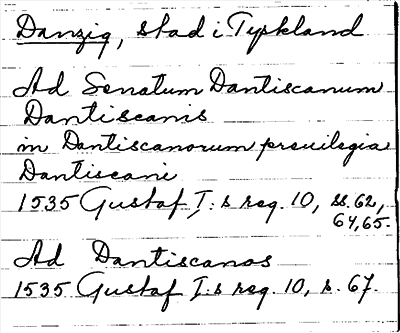 Danzig, stad i Tyskland
Ad Senatum Dantiscanum
Dantiscanis
in Dantiscanorum preuilegia
Dantiscani
1535 Gustaf I:s reg. 10, ss. 62,
64, 65.
Ad Dantiscanos
1535 Gustaf I:s reg. 10, s. 67.